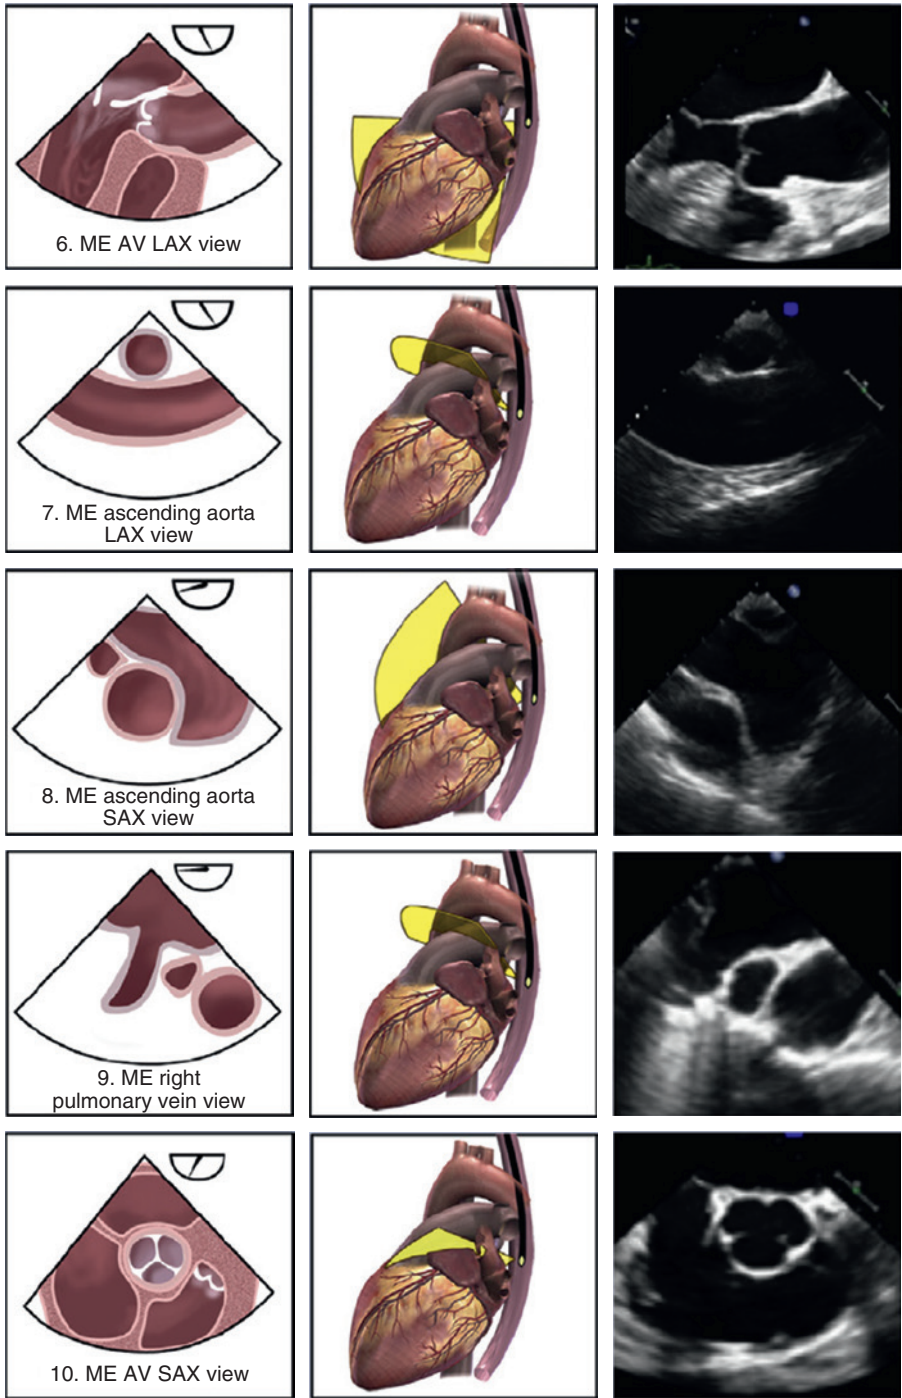 6. ME AV LAX view
7. ME ascending aorta
LAX view
8. ME ascending aorta
SAX view
9. ME right
pulmonary vein view
10. ME AV SAX view